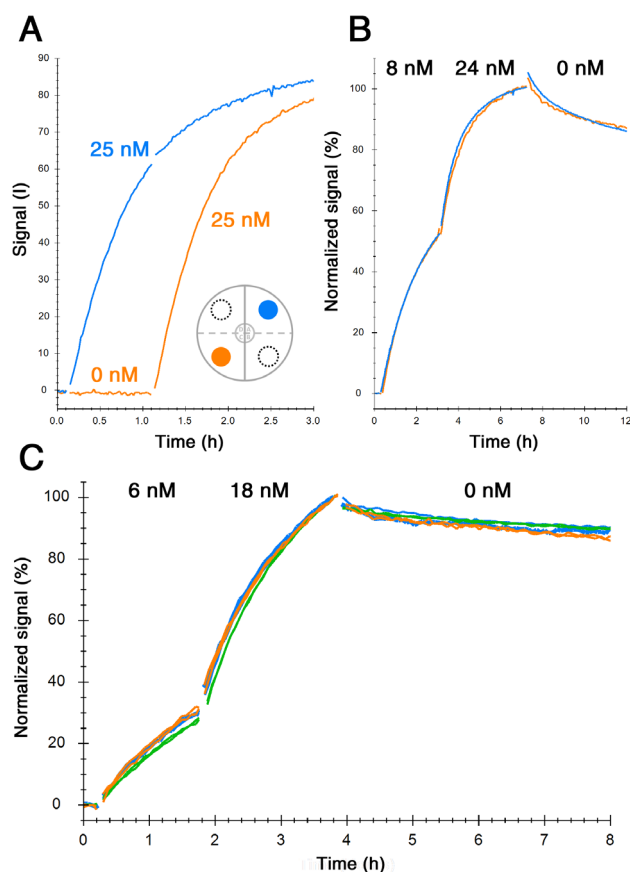 A
Signal (I)
90
80
70
60
50
40
30
20
10
0
25 nM
25 nM
0 nM
0.0 0.5 1.0 1.5 2.0 2.5 3.0
Time (h)
B
8 nM 24 nM 0 nM
Normalized signal (%)
100
80
60
40
20
0
0 2 4 6 8 10 12
Time (h)
C
6 nM 18 nM 0 nM
Normalized signal (%)
100
80
60
40
20
0
0 1 2 3 4 5 6 7 8
Time (h)